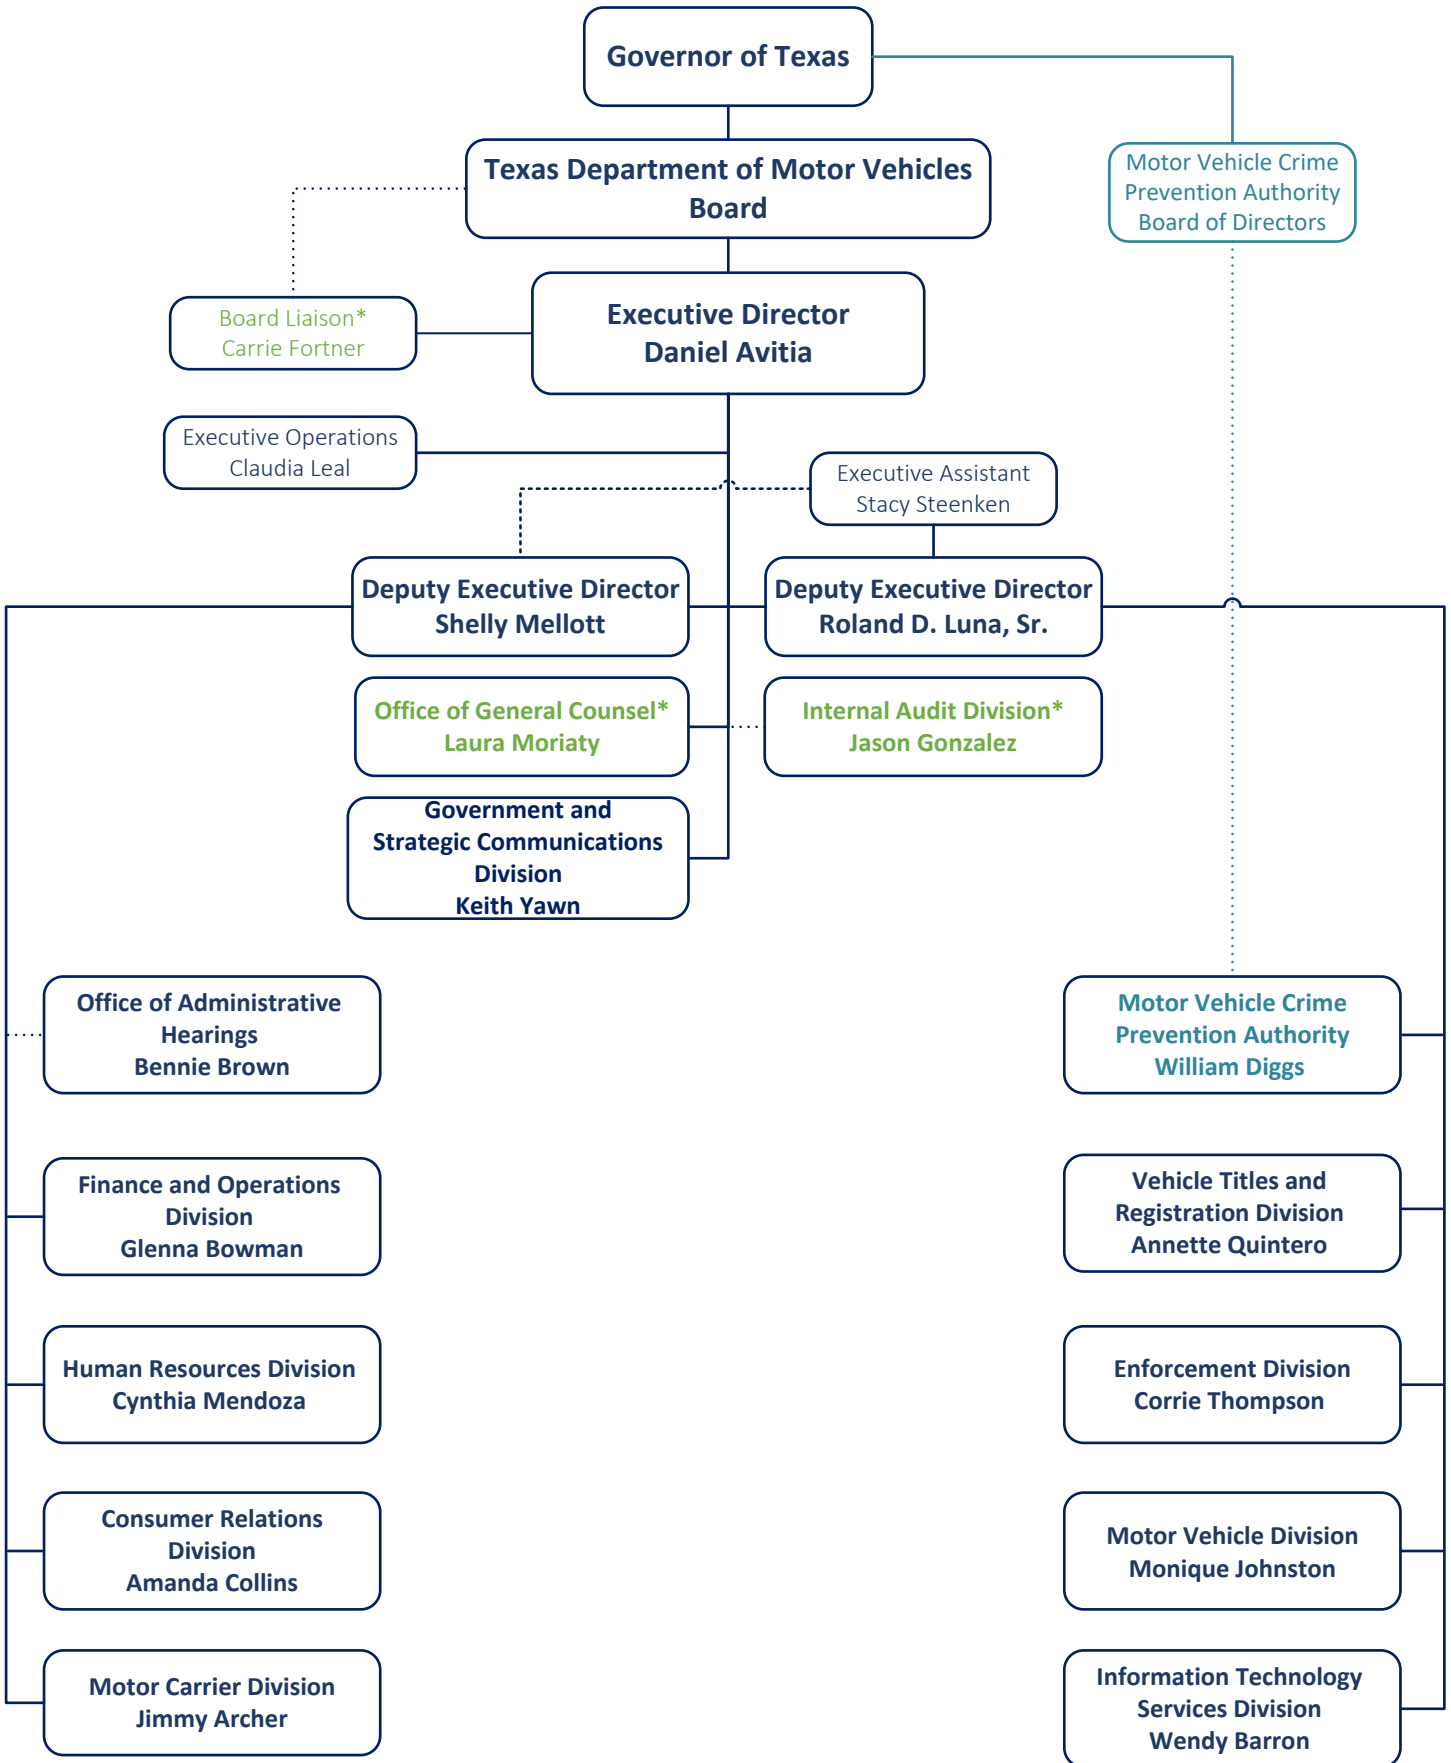 Governor of Texas
Texas Department of Motor Vehicles
Board
Motor Vehicle Crime
Prevention Authority
Board of Directors
Board Liaison*
Carrie Fortner
Executive Director
Daniel Avitia
Executive Operations
Claudia Leal
Executive Assistant
Stacy Steenken
Deputy Executive Director
Shelly Mellott
Deputy Executive Director
Roland D. Luna, Sr.
Office of General Counsel*
Laura Moriaty
Internal Audit Division*
Jason Gonzalez
Government and
Strategic Communications
Division
Keith Yawn
Office of Administrative
Hearings
Bennie Brown
Motor Vehicle Crime
Prevention Authority
William Diggs
Finance and Operations
Division
Glenna Bowman
Vehicle Titles and
Registration Division
Annette Quintero
Human Resources Division
Cynthia Mendoza
Enforcement Division
Corrie Thompson
Consumer Relations
Division
Amanda Collins
Motor Vehicle Division
Monique Johnston
Motor Carrier Division
Jimmy Archer
Information Technology
Services Division
Wendy Barron